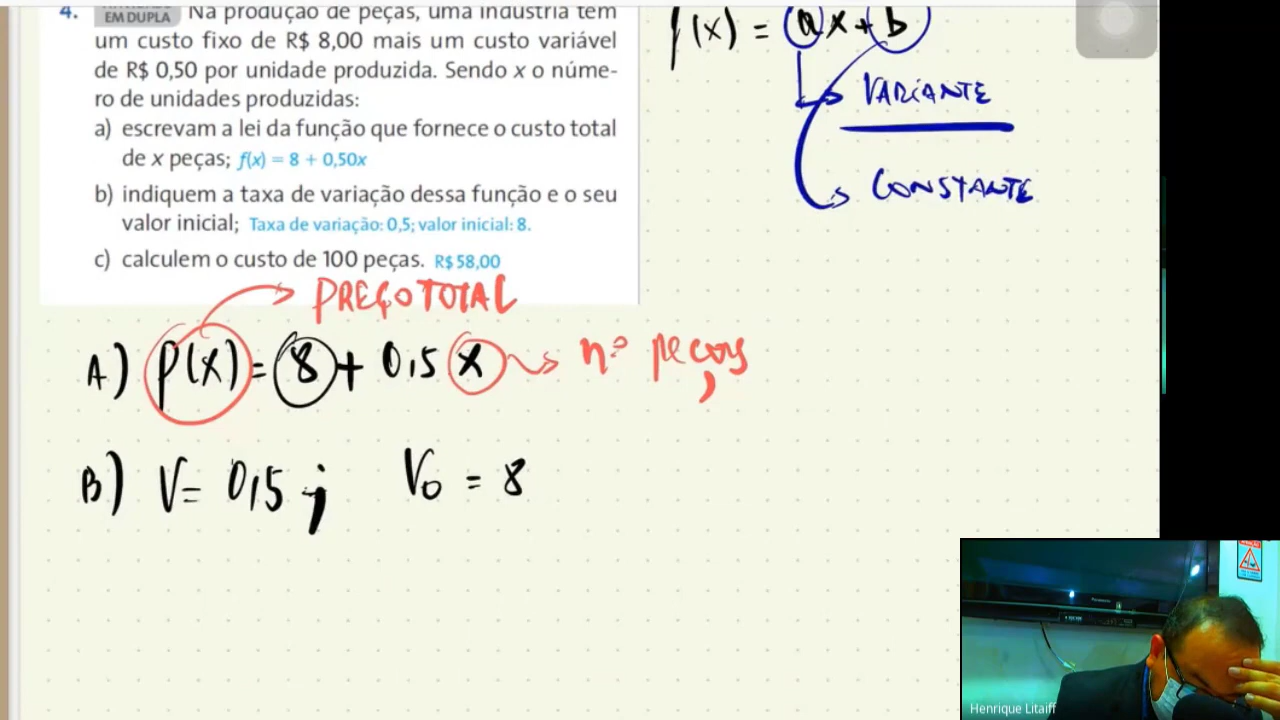 4. EM DUPLA Na produção de peças, uma indústria tem
um custo fixo de R$ 8,00 mais um custo variável
de R$ 0,50 por unidade produzida. Sendo x o núme-
ro de unidades produzidas:
a) escrevam a lei da função que fornece o custo total
de x peças; f(x) = 8 + 0,50x
b) indiquem a taxa de variação dessa função e o seu
valor inicial; Taxa de variação: 0,5; valor inicial: 8.
c) calculem o custo de 100 peças. R$ 58,00
f(x) = ax + b
VARIANTE
CONSTANTE
PREÇO TOTAL
A) P(x) = 8 + 0,5 x nº peças
B) V = 0,5 ; V0 = 8
Henrique Litaiff